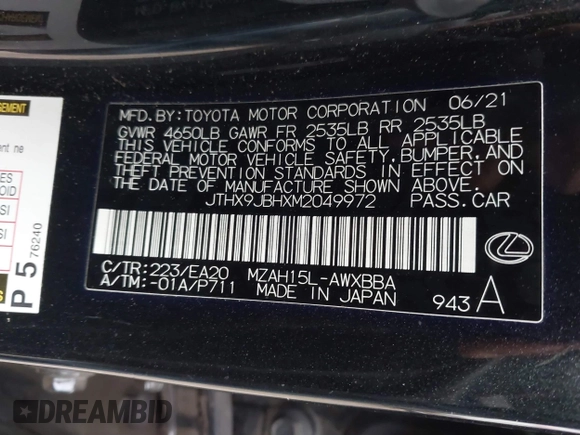 MFD. BY: TOYOTA MOTOR CORPORATION 06/21
GVWR 4650LB GAWR FR 2535LB RR 2535LB
THIS VEHICLE CONFORMS TO ALL APPLICABLE
FEDERAL MOTOR VEHICLE SAFETY, BUMPER, AND
THEFT PREVENTION STANDARDS IN EFFECT ON
THE DATE OF MANUFACTURE SHOWN ABOVE.
JTHX9JBHXM2049972 PASS. CAR
C/TR: 223/EA20 MZAH15L-AWXBBA
A/TM: -01A/P711 MADE IN JAPAN 943 A
P 5 76240
DREAMBID